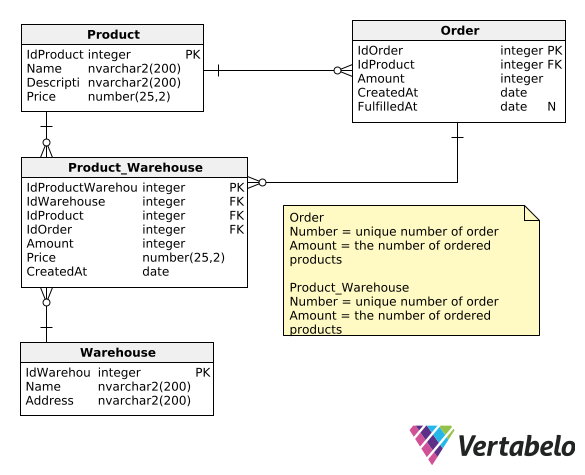 Product
IdProduct integer PK
Name nvarchar2(200)
Descripti nvarchar2(200)
Price number(25,2)
Order
IdOrder integer PK
IdProduct integer FK
Amount integer
CreatedAt date
FulfilledAt date N
Product_Warehouse
IdProductWarehou integer PK
IdWarehouse integer FK
IdProduct integer FK
IdOrder integer FK
Amount integer
Price number(25,2)
CreatedAt date
Order
Number = unique number of order
Amount = the number of ordered
products
Product_Warehouse
Number = unique number of order
Amount = the number of ordered
products
Warehouse
IdWarehou integer PK
Name nvarchar2(200)
Address nvarchar2(200)
Vertabelo